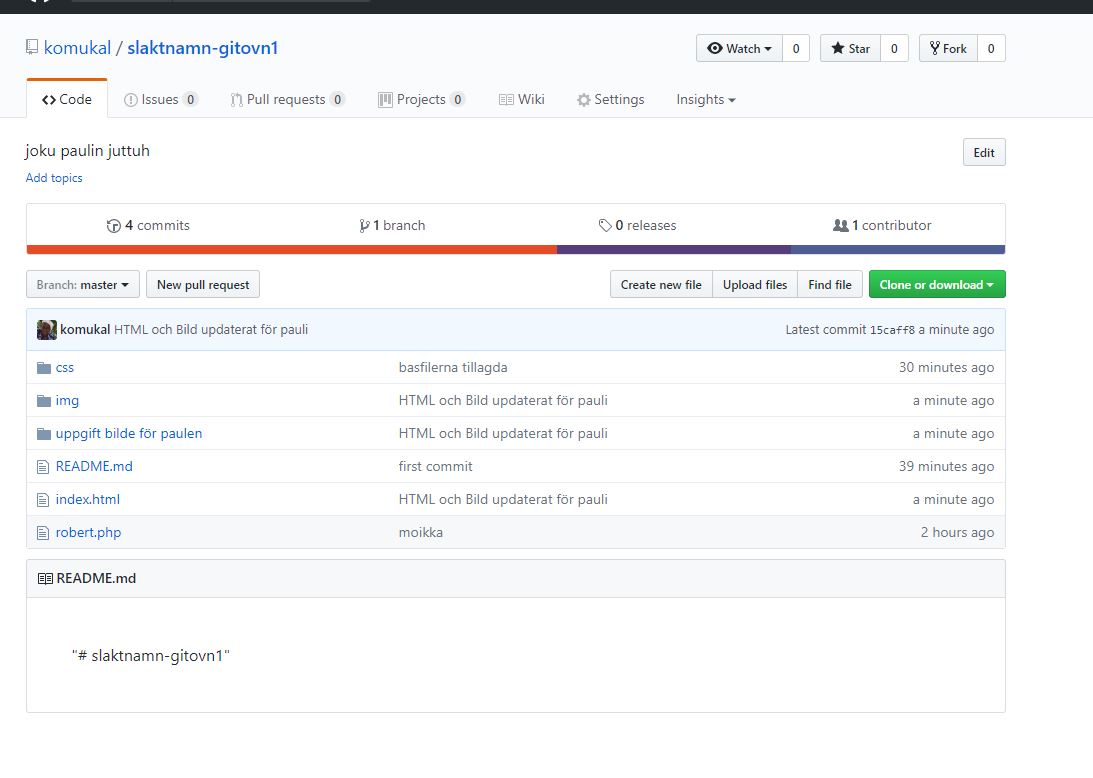 komukal / slaktnamn-gitovn1
Watch 0 Star 0 Fork 0
Code Issues 0 Pull requests 0 Projects 0 Wiki Settings Insights
joku paulin juttuh
Edit
Add topics
4 commits 1 branch 0 releases 1 contributor
Branch: master New pull request Create new file Upload files Find file Clone or download
komukal HTML och Bild updaterat för pauli Latest commit 15caff8 a minute ago
css basfilerna tillagda 30 minutes ago
img HTML och Bild updaterat för pauli a minute ago
uppgift bilde för paulen HTML och Bild updaterat för pauli a minute ago
README.md first commit 39 minutes ago
index.html HTML och Bild updaterat för pauli a minute ago
robert.php moikka 2 hours ago
README.md
"# slaktnamn-gitovn1"